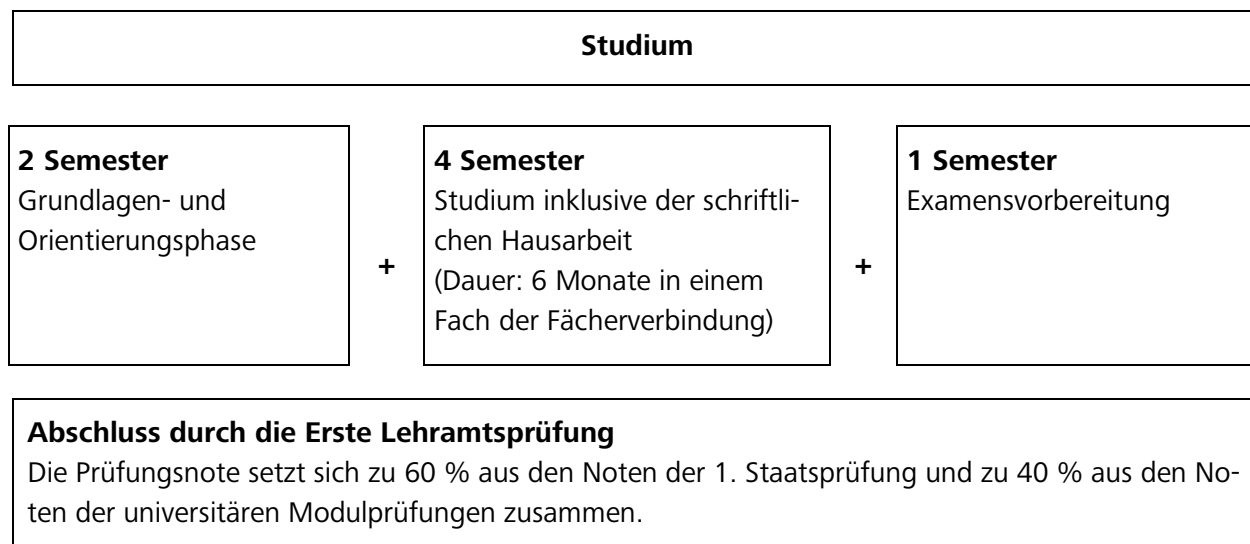 Studium
2 Semester
Grundlagen- und
Orientierungsphase
+
4 Semester
Studium inklusive der schriftli-
chen Hausarbeit
(Dauer: 6 Monate in einem
Fach der Fächerverbindung)
+
1 Semester
Examensvorbereitung
Abschluss durch die Erste Lehramtsprüfung
Die Prüfungsnote setzt sich zu 60 % aus den Noten der 1. Staatsprüfung und zu 40 % aus den No-
ten der universitären Modulprüfungen zusammen.